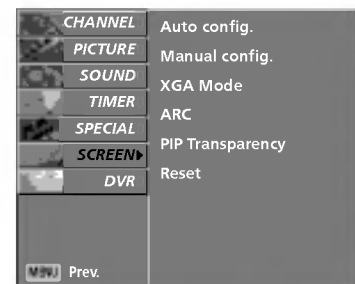 CHANNEL
PICTURE
SOUND
TIMER
SPECIAL
SCREEN
DVR
Auto config.
Manual config.
XGA Mode
ARC
PIP Transparency
Reset
MENU Prev.